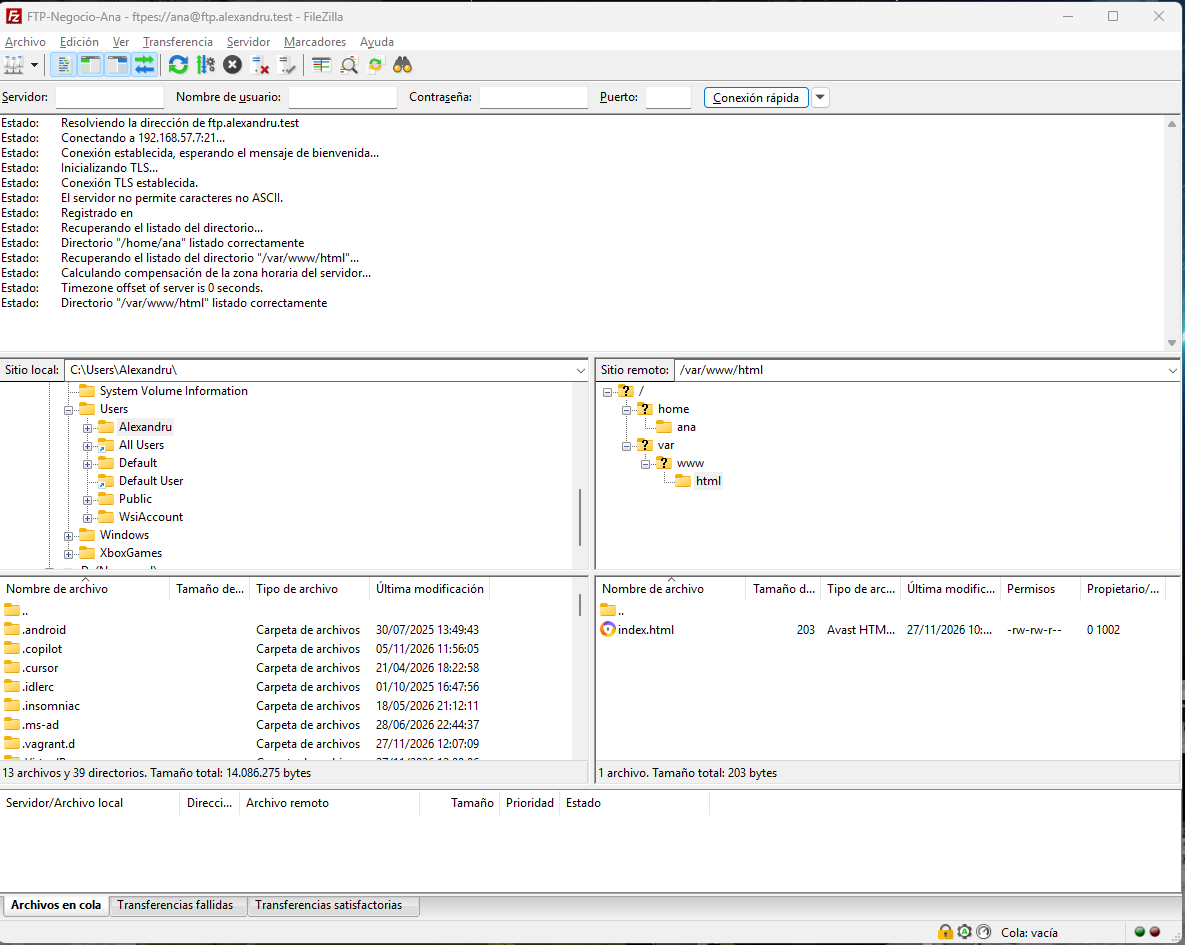 FTP-Negocio-Ana - ftpes://ana@ftp.alexandru.test - FileZilla
Archivo Edición Ver Transferencia Servidor Marcadores Ayuda
Servidor: Nombre de usuario: Contraseña: Puerto: Conexión rápida
Estado: Resolviendo la dirección de ftp.alexandru.test
Estado: Conectando a 192.168.57.7:21...
Estado: Conexión establecida, esperando el mensaje de bienvenida...
Estado: Inicializando TLS...
Estado: Conexión TLS establecida.
Estado: El servidor no permite caracteres no ASCII.
Estado: Registrado en
Estado: Recuperando el listado del directorio...
Estado: Directorio "/home/ana" listado correctamente
Estado: Recuperando el listado del directorio "/var/www/html"...
Estado: Calculando compensación de la zona horaria del servidor...
Estado: Timezone offset of server is 0 seconds.
Estado: Directorio "/var/www/html" listado correctamente
Sitio local: C:\Users\Alexandru\
System Volume Information
Users
Alexandru
All Users
Default
Default User
Public
WsiAccount
Windows
XboxGames
Sitio remoto: /var/www/html
/
home
ana
var
www
html
Nombre de archivo Tamaño de... Tipo de archivo Última modificación
..
.android Carpeta de archivos 30/07/2025 13:49:43
.copilot Carpeta de archivos 05/11/2026 11:56:05
.cursor Carpeta de archivos 21/04/2026 18:22:58
.idlerc Carpeta de archivos 01/10/2025 16:47:56
.insomniac Carpeta de archivos 18/05/2026 21:12:11
.ms-ad Carpeta de archivos 28/06/2026 22:44:37
.vagrant.d Carpeta de archivos 27/11/2026 12:07:09
13 archivos y 39 directorios. Tamaño total: 14.086.275 bytes
Nombre de archivo Tamaño d... Tipo de arc... Última modific... Permisos Propietario/...
..
index.html 203 Avast HTM... 27/11/2026 10:... -rw-rw-r-- 0 1002
1 archivo. Tamaño total: 203 bytes
Servidor/Archivo local Direcci... Archivo remoto Tamaño Prioridad Estado
Archivos en cola Transferencias fallidas Transferencias satisfactorias
Cola: vacía